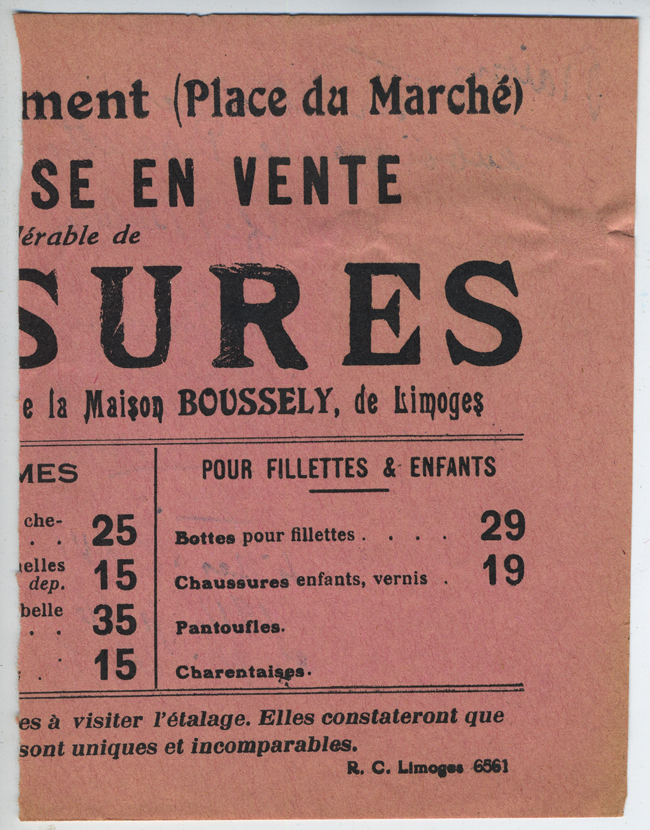 ment (Place du Marché)
SE EN VENTE
dérable de
SURES
e la Maison BOUSSELY, de Limoges
MES
che-
. . 25
nelles
dep. 15
belle
. . 35
. 15
POUR FILLETTES & ENFANTS
Bottes pour fillettes . . . . 29
Chaussures enfants, vernis . 19
Pantoufles.
Charentaises.
es à visiter l'étalage. Elles constateront que
sont uniques et incomparables.
R. C. Limoges 6561